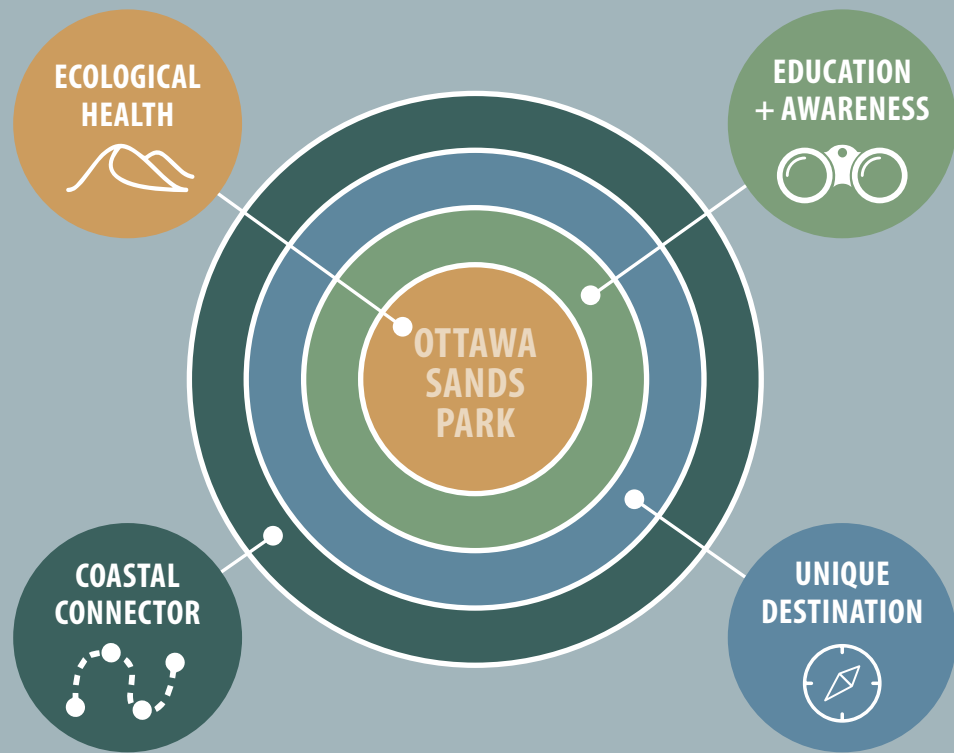 ECOLOGICAL
HEALTH
EDUCATION
+ AWARENESS
OTTAWA
SANDS
PARK
COASTAL
CONNECTOR
UNIQUE
DESTINATION